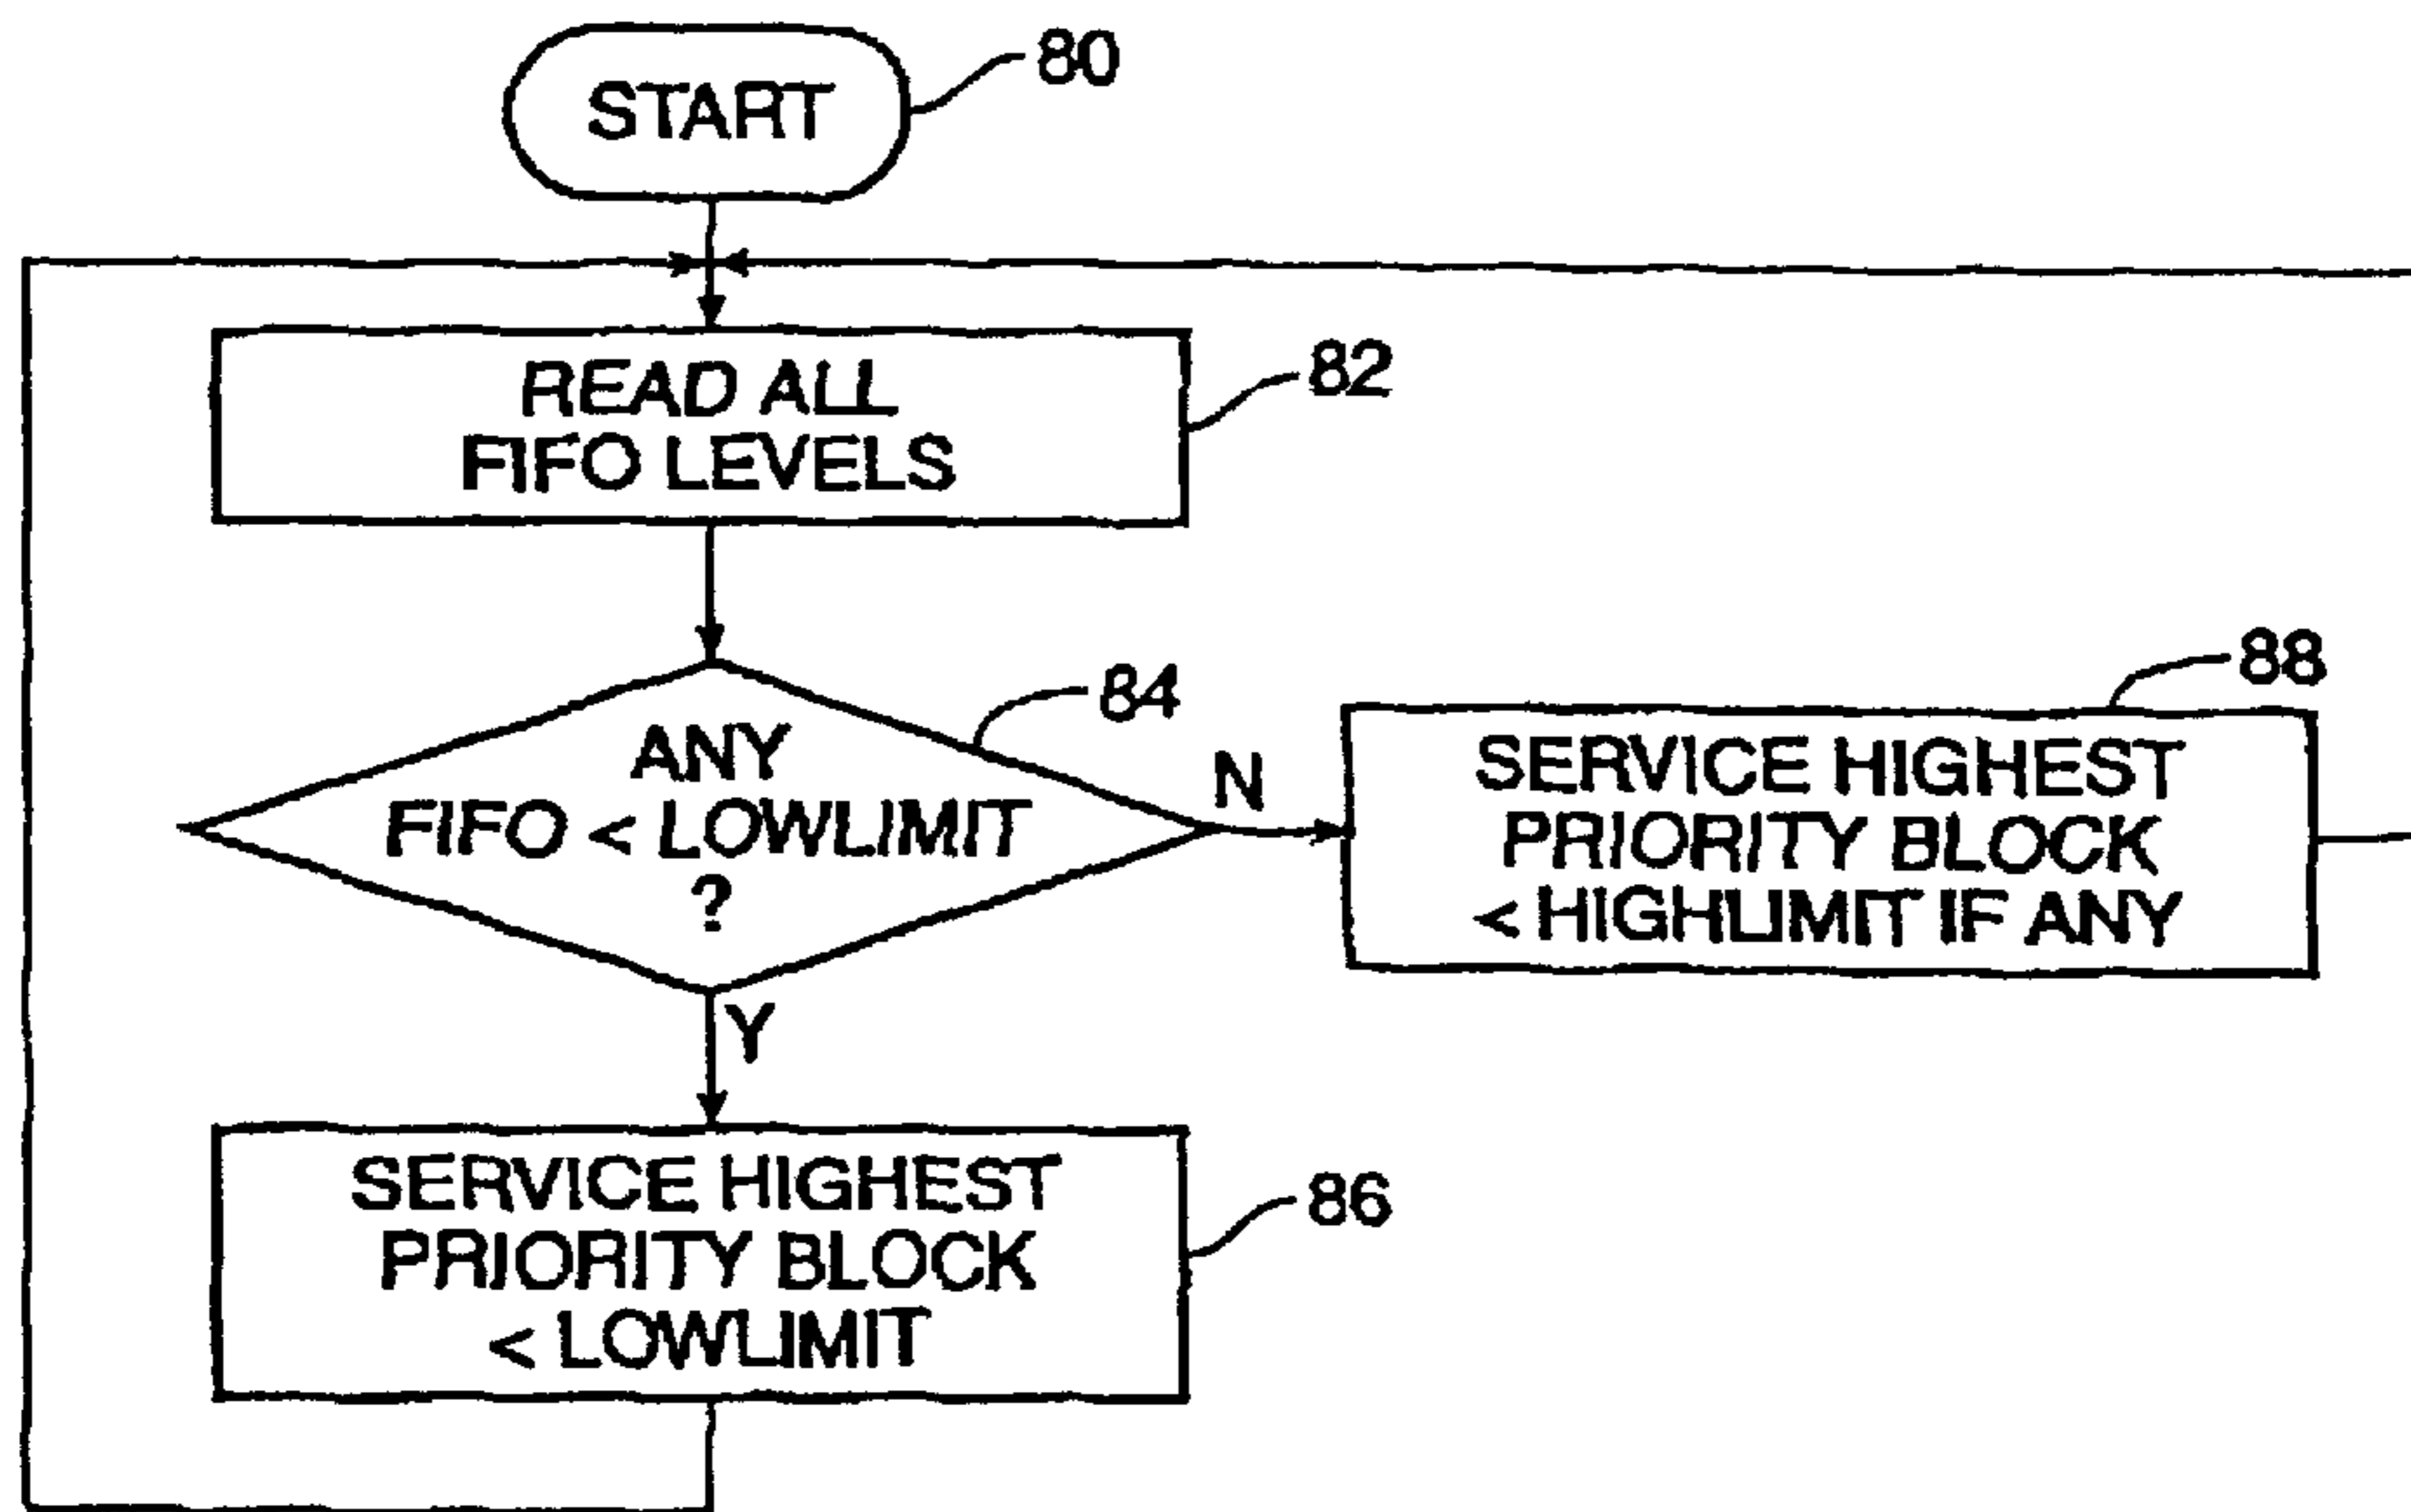 START
80
READ ALL
FIFO LEVELS
82
ANY
FIFO < LOWLIMIT
?
84
N
SERVICE HIGHEST
PRIORITY BLOCK
< HIGHLIMIT IF ANY
88
Y
SERVICE HIGHEST
PRIORITY BLOCK
< LOWLIMIT
86